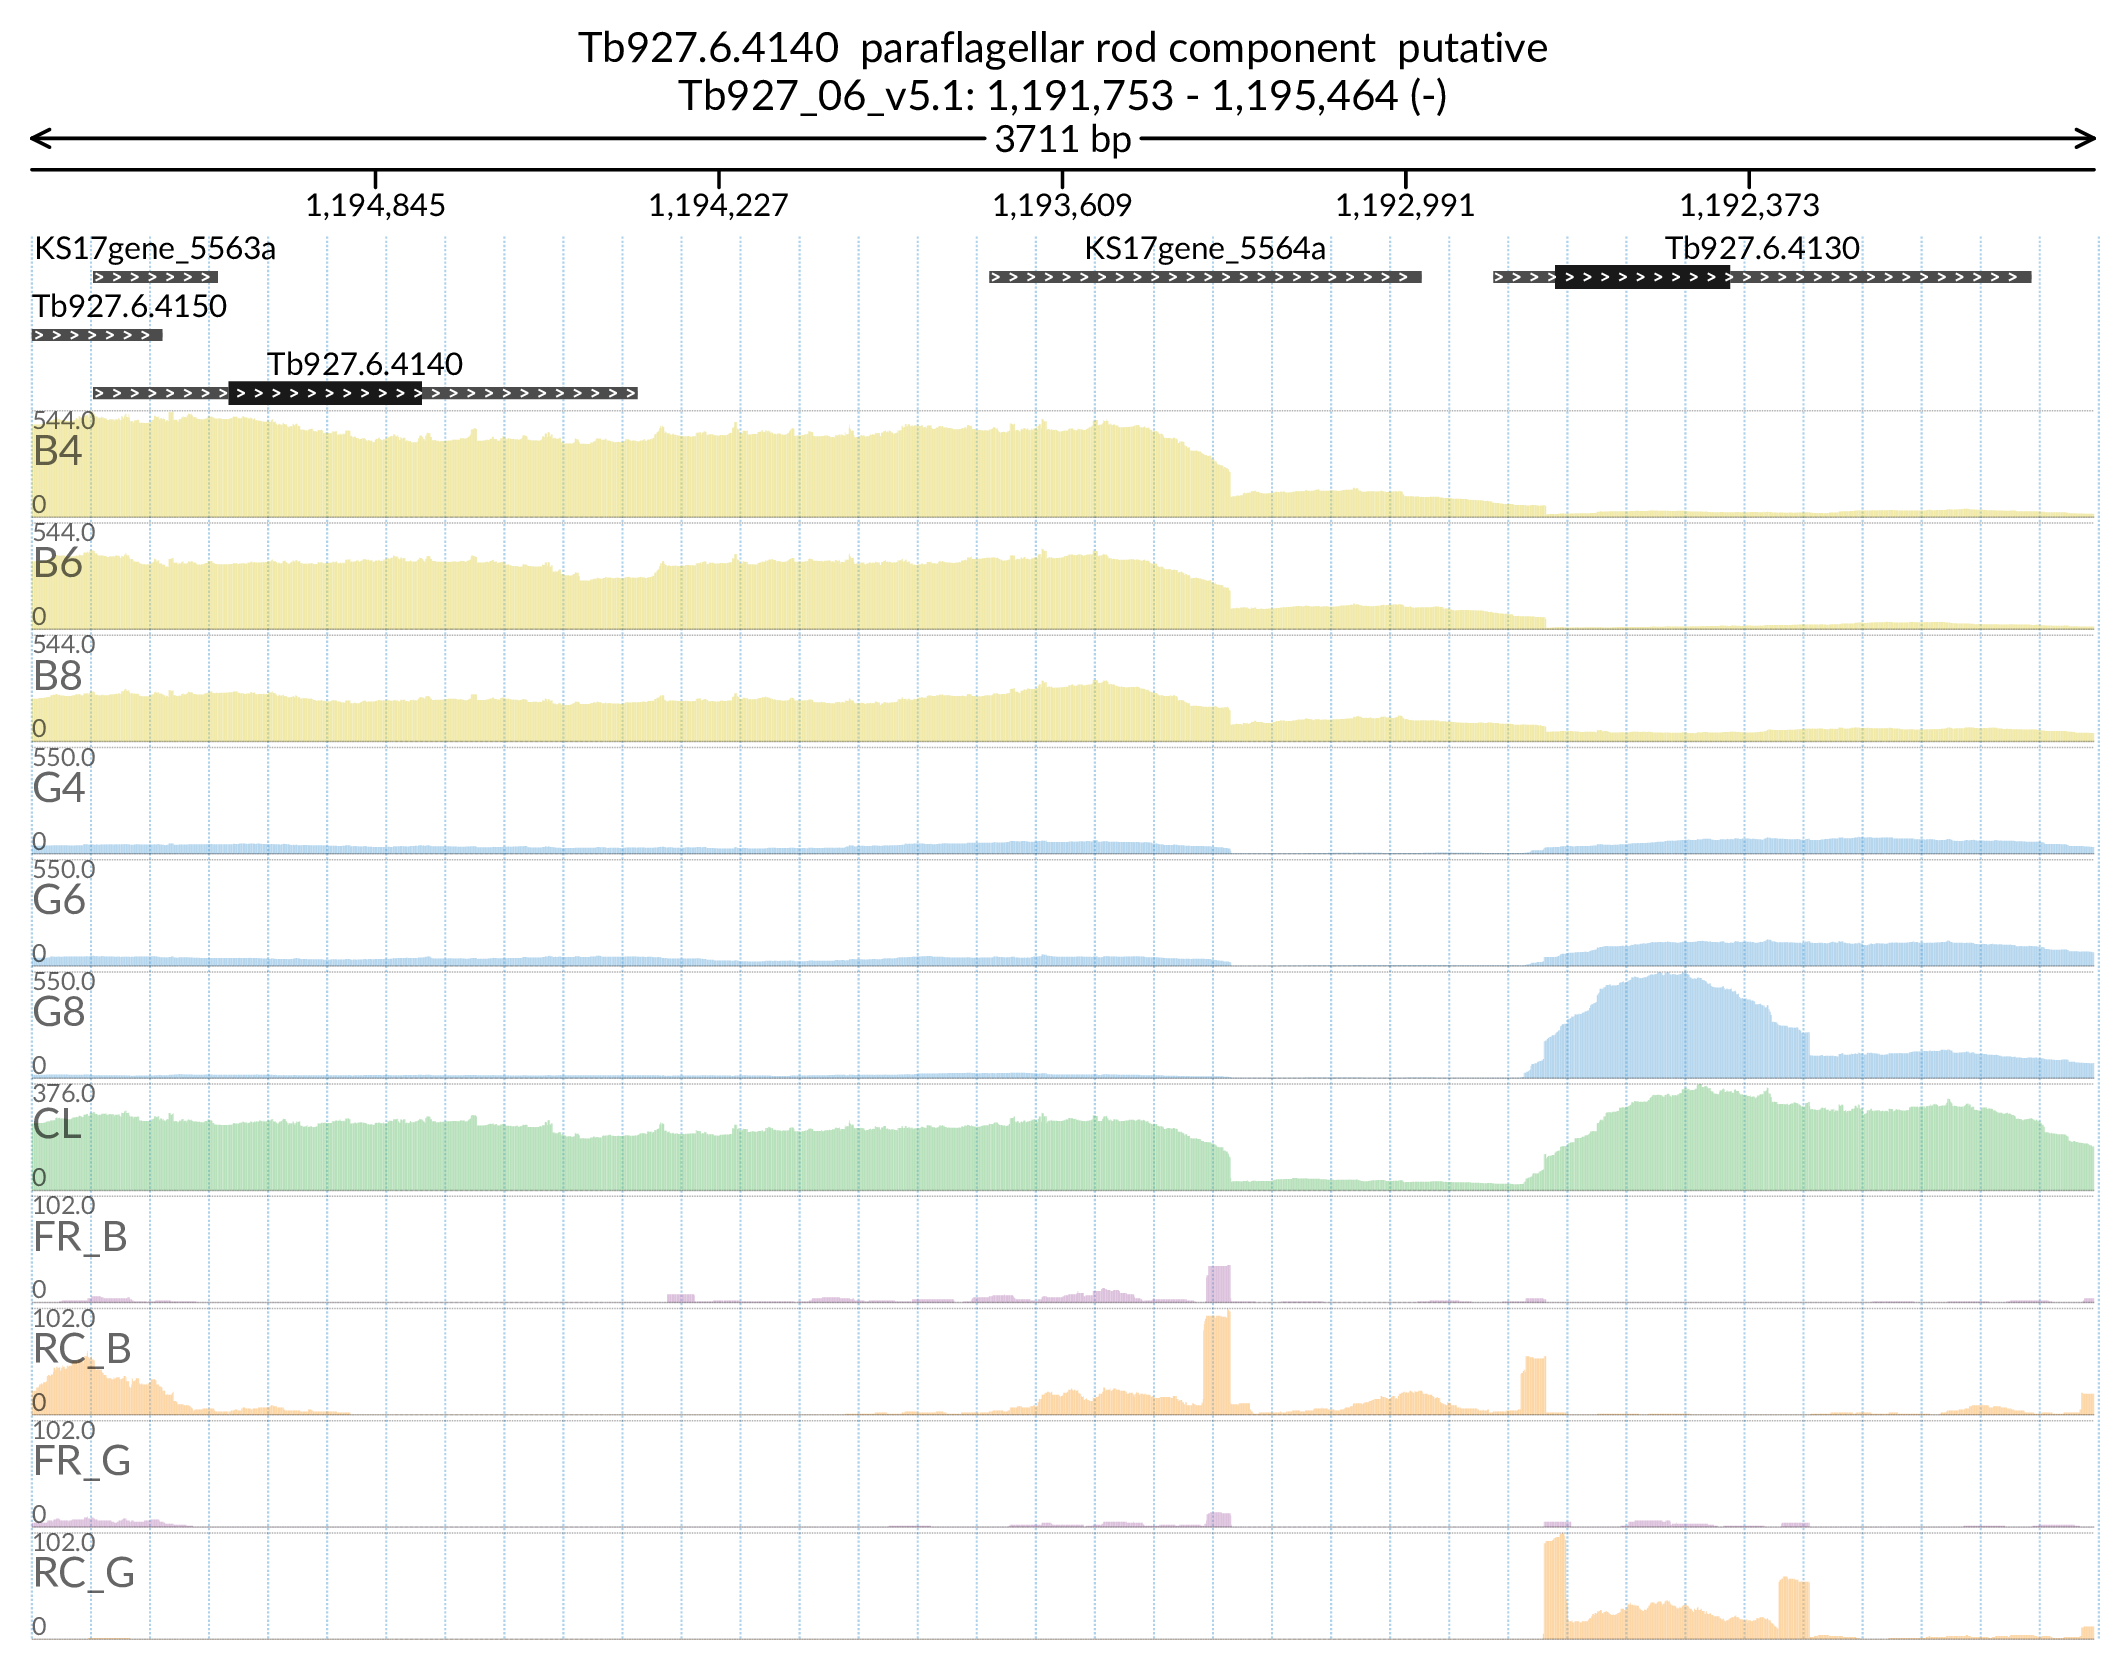 Tb927.6.4140 paraflagellar rod component putative
Tb927_06_v5.1: 1,191,753 - 1,195,464 (-)
3711 bp
1,194,845 1,194,227 1,193,609 1,192,991 1,192,373
KS17gene_5563a KS17gene_5564a Tb927.6.4130
Tb927.6.4150
Tb927.6.4140
544.0
B4
0
544.0
B6
0
544.0
B8
0
550.0
G4
0
550.0
G6
0
550.0
G8
0
376.0
CL
0
102.0
FR_B
0
102.0
RC_B
0
102.0
FR_G
0
102.0
RC_G
0